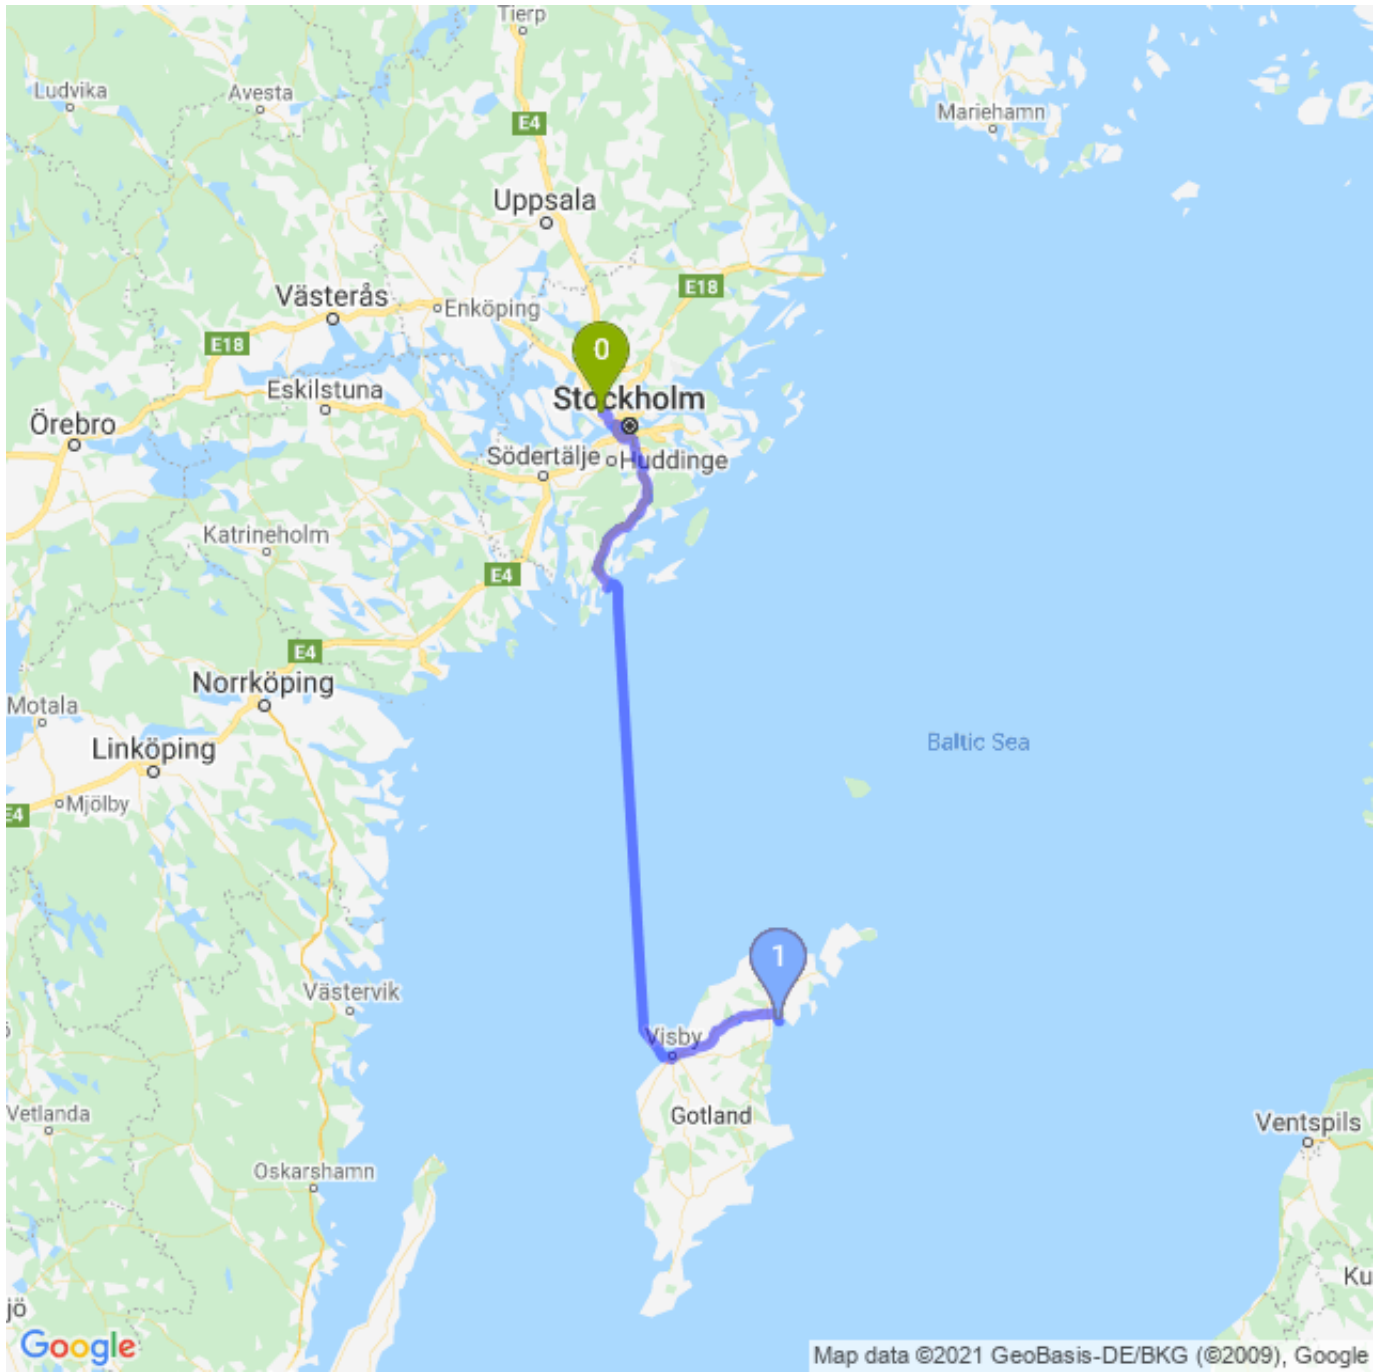 Tierp
Ludvika
Avesta
Mariehamn
E4
Uppsala
E18
Västerås
Enköping
E18
0
Eskilstuna
Stockholm
Örebro
Södertälje
Huddinge
Katrineholm
E4
E4
Norrköping
Motala
Linköping
Baltic Sea
Mjölby
E4
1
Västervik
Visby
Vetlanda
Gotland
Ventspils
Oskarshamn
Ku
jö
Google
Map data ©2021 GeoBasis-DE/BKG (©2009), Google